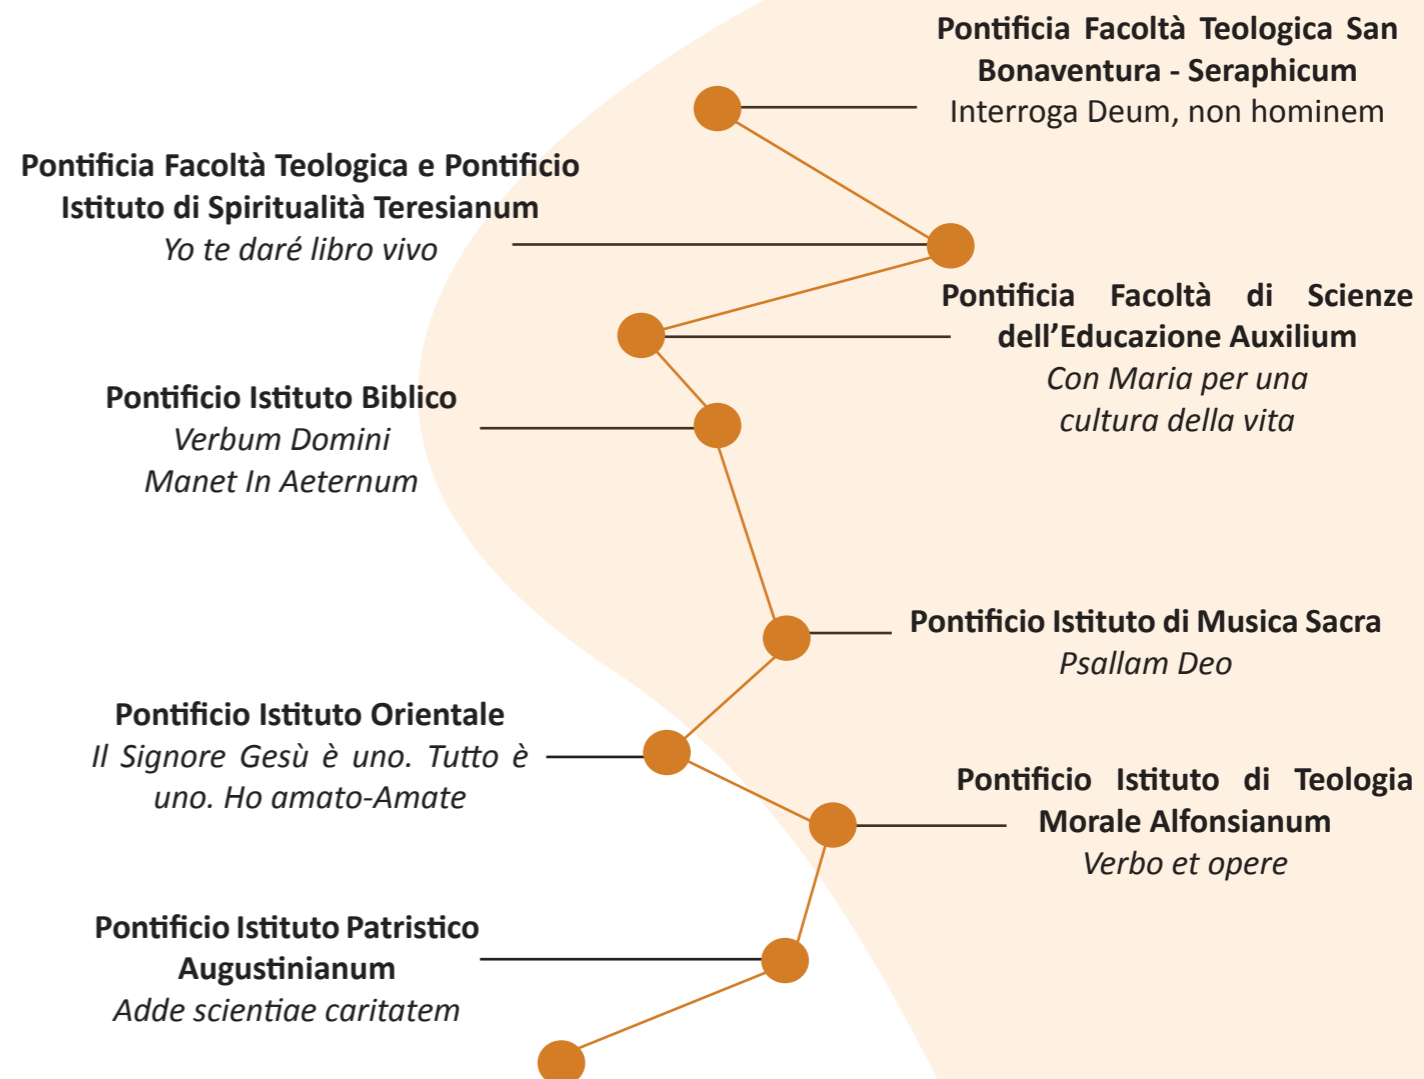 Pontificia Facoltà Teologica San
Bonaventura - Seraphicum
Interroga Deum, non hominem
Pontificia Facoltà Teologica e Pontificio
Istituto di Spiritualità Teresianum
Yo te daré libro vivo
Pontificia Facoltà di Scienze
dell’Educazione Auxilium
Con Maria per una
cultura della vita
Pontificio Istituto Biblico
Verbum Domini
Manet In Aeternum
Pontificio Istituto di Musica Sacra
Psallam Deo
Pontificio Istituto Orientale
Il Signore Gesù è uno. Tutto è
uno. Ho amato-Amate
Pontificio Istituto di Teologia
Morale Alfonsianum
Verbo et opere
Pontificio Istituto Patristico
Augustinianum
Adde scientiae caritatem